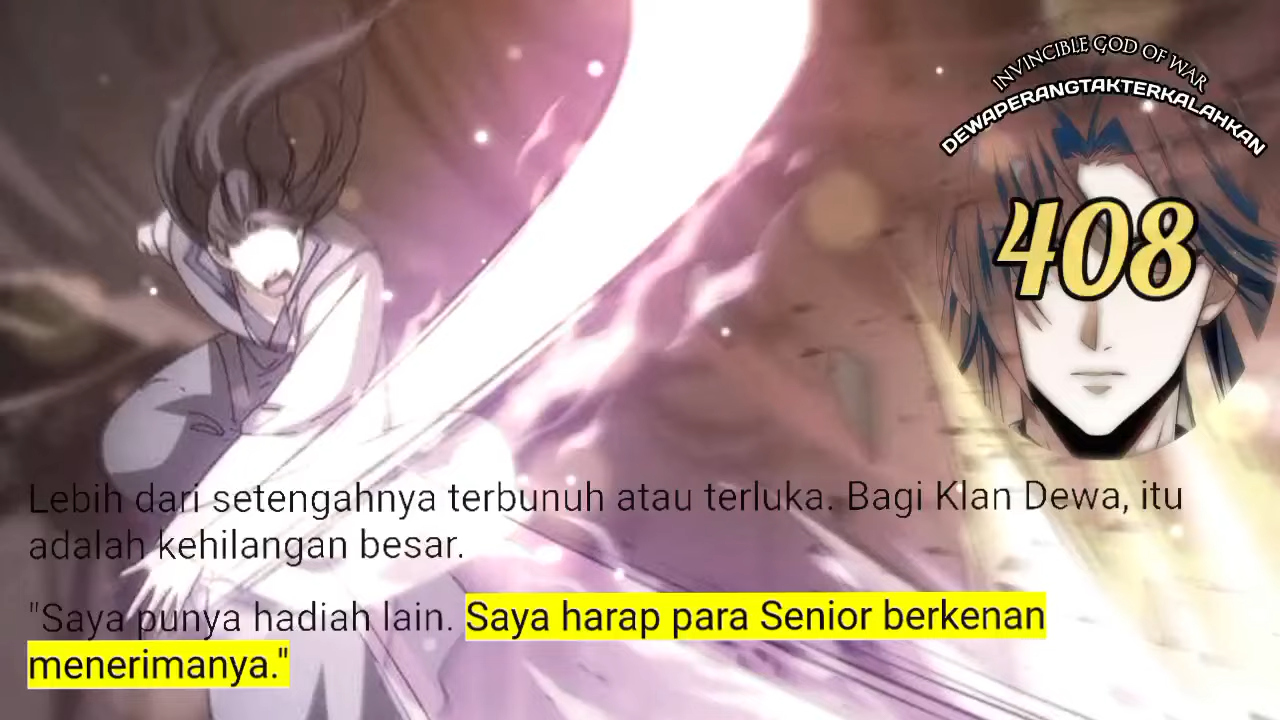 INVINCIBLE GOD OF WAR
DEWAPERANGTAKTERKALAHKAN
408
Lebih dari setengahnya terbunuh atau terluka. Bagi Klan Dewa, itu
adalah kehilangan besar.
"Saya punya hadiah lain. Saya harap para Senior berkenan
menerimanya."